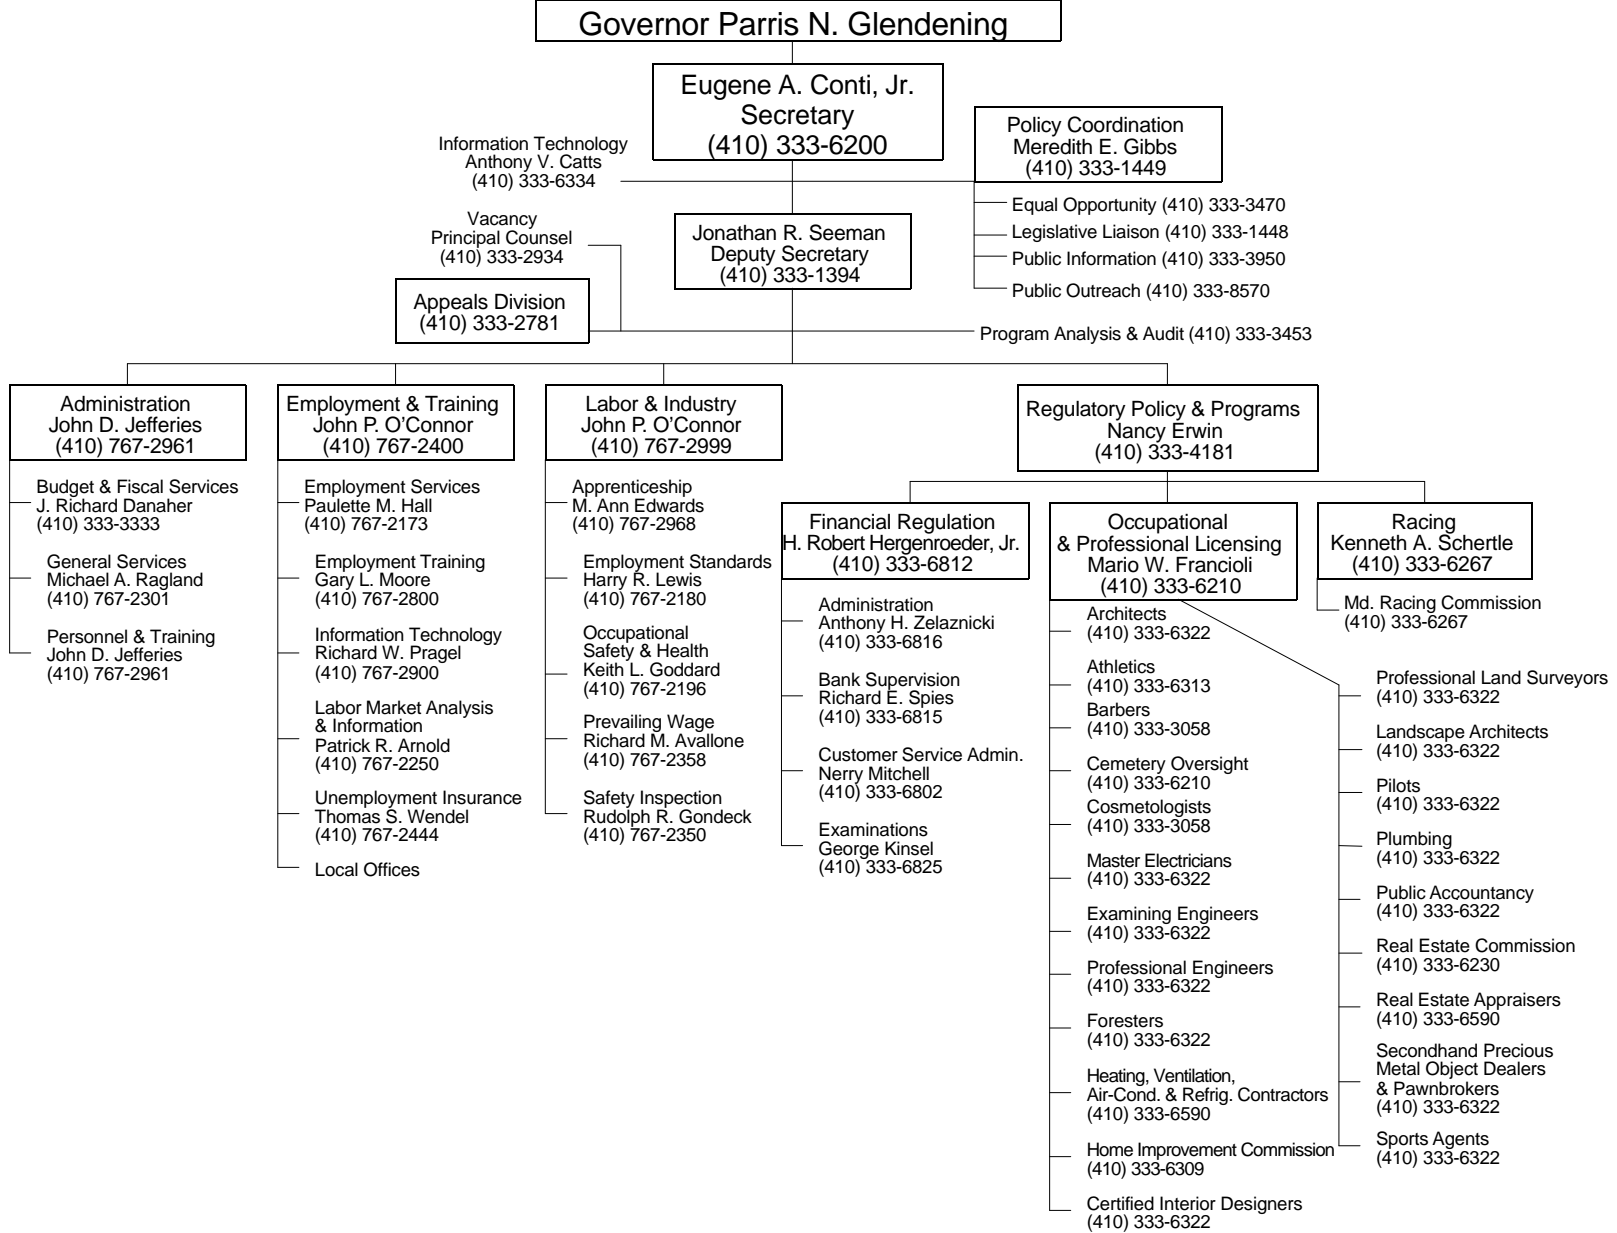 Governor Parris N. Glendening
Eugene A. Conti, Jr.
Secretary
(410) 333-6200
Information Technology
Anthony V. Catts
(410) 333-6334
Policy Coordination
Meredith E. Gibbs
(410) 333-1449
Equal Opportunity (410) 333-3470
Legislative Liaison (410) 333-1448
Public Information (410) 333-3950
Public Outreach (410) 333-8570
Vacancy
Principal Counsel
(410) 333-2934
Jonathan R. Seeman
Deputy Secretary
(410) 333-1394
Appeals Division
(410) 333-2781
Program Analysis & Audit (410) 333-3453
Administration
John D. Jefferies
(410) 767-2961
Budget & Fiscal Services
J. Richard Danaher
(410) 333-3333
General Services
Michael A. Ragland
(410) 767-2301
Personnel & Training
John D. Jefferies
(410) 767-2961
Employment & Training
John P. O’Connor
(410) 767-2400
Employment Services
Paulette M. Hall
(410) 767-2173
Employment Training
Gary L. Moore
(410) 767-2800
Information Technology
Richard W. Pragel
(410) 767-2900
Labor Market Analysis
& Information
Patrick R. Arnold
(410) 767-2250
Unemployment Insurance
Thomas S. Wendel
(410) 767-2444
Local Offices
Labor & Industry
John P. O’Connor
(410) 767-2999
Apprenticeship
M. Ann Edwards
(410) 767-2968
Employment Standards
Harry R. Lewis
(410) 767-2180
Occupational
Safety & Health
Keith L. Goddard
(410) 767-2196
Prevailing Wage
Richard M. Avallone
(410) 767-2358
Safety Inspection
Rudolph R. Gondeck
(410) 767-2350
Regulatory Policy & Programs
Nancy Erwin
(410) 333-4181
Financial Regulation
H. Robert Hergenroeder, Jr.
(410) 333-6812
Administration
Anthony H. Zelaznicki
(410) 333-6816
Bank Supervision
Richard E. Spies
(410) 333-6815
Customer Service Admin.
Nerry Mitchell
(410) 333-6802
Examinations
George Kinsel
(410) 333-6825
Occupational
& Professional Licensing
Mario W. Francioli
(410) 333-6210
Architects
(410) 333-6322
Athletics
(410) 333-6313
Barbers
(410) 333-3058
Cemetery Oversight
(410) 333-6210
Cosmetologists
(410) 333-3058
Master Electricians
(410) 333-6322
Examining Engineers
(410) 333-6322
Professional Engineers
(410) 333-6322
Foresters
(410) 333-6322
Heating, Ventilation,
Air-Cond. & Refrig. Contractors
(410) 333-6590
Home Improvement Commission
(410) 333-6309
Certified Interior Designers
(410) 333-6322
Racing
Kenneth A. Schertle
(410) 333-6267
Md. Racing Commission
(410) 333-6267
Professional Land Surveyors
(410) 333-6322
Landscape Architects
(410) 333-6322
Pilots
(410) 333-6322
Plumbing
(410) 333-6322
Public Accountancy
(410) 333-6322
Real Estate Commission
(410) 333-6230
Real Estate Appraisers
(410) 333-6590
Secondhand Precious
Metal Object Dealers
& Pawnbrokers
(410) 333-6322
Sports Agents
(410) 333-6322